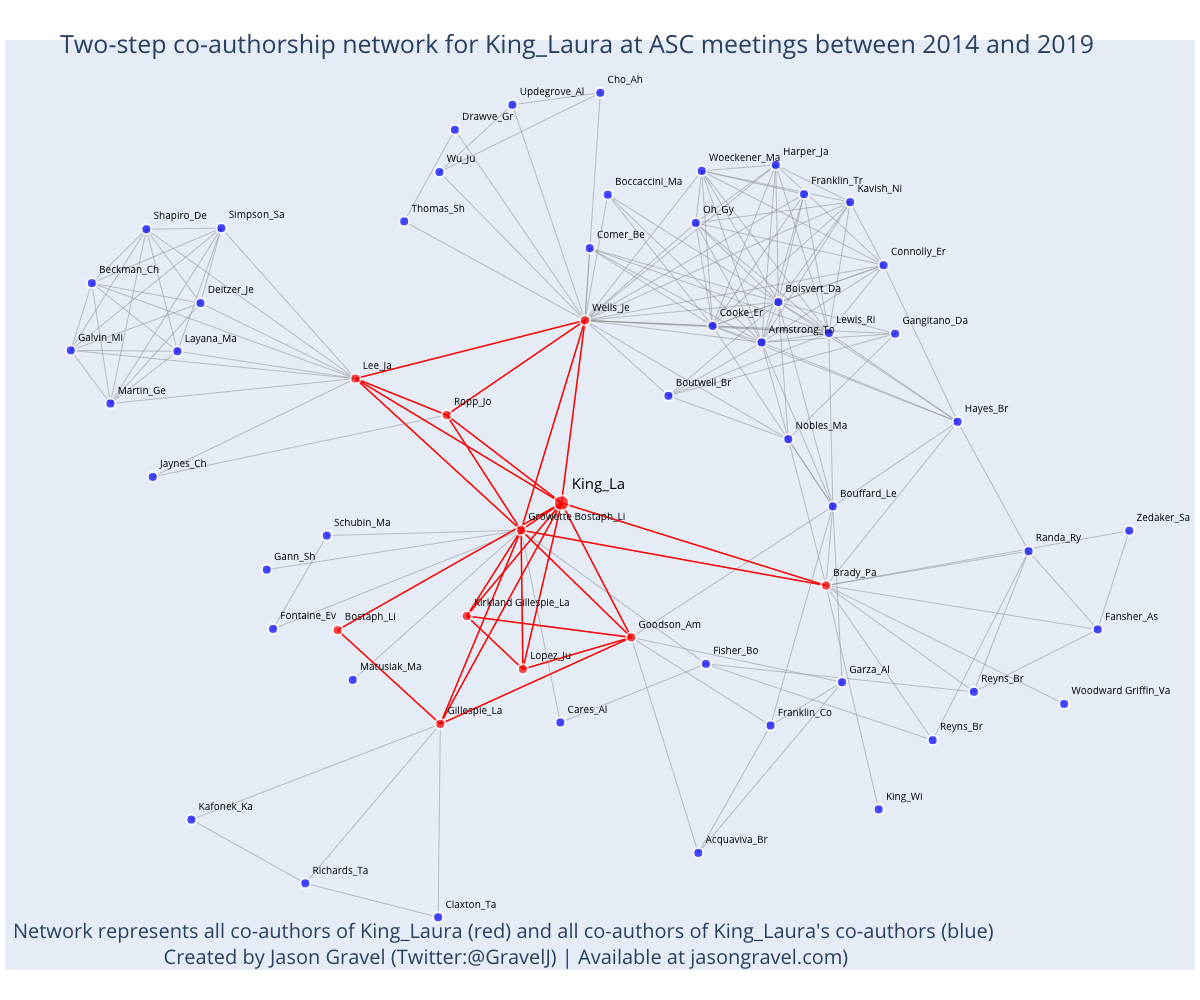 Two-step co-authorship network for King_Laura at ASC meetings between 2014 and 2019
Cho_Ah
Updegrove_Al
Drawve_Gr
Wu_Ju
Woeckener_Ma
Harper_Ja
Boccaccini_Ma
Franklin_Tr
Kavish_Ni
Thomas_Sh
Oh_Gy
Shapiro_De
Simpson_Sa
Comer_Be
Connolly_Er
Beckman_Ch
Deitzer_Je
Boisvert_Da
Wells_Je
Cooke_Er
Lewis_Ri
Gangitano_Da
Armstrong_To
Galvin_Mi
Layana_Ma
Lee_Ja
Martin_Ge
Boutwell_Br
Ropp_Jo
Hayes_Br
Nobles_Ma
Jaynes_Ch
King_La
Bouffard_Le
Growette Bostaph_Li
Zedaker_Sa
Schubin_Ma
Randa_Ry
Gann_Sh
Brady_Pa
Kirkland Gillespie_La
Fontaine_Ev
Bostaph_Li
Goodson_Am
Fansher_As
Fisher_Bo
Lopez_Ju
Matusiak_Ma
Garza_Al
Reyns_Br
Woodward Griffin_Va
Gillespie_La
Cares_Al
Franklin_Co
Reyns_Br
King_Wi
Kafonek_Ka
Acquaviva_Br
Richards_Ta
Claxton_Ta
Network represents all co-authors of King_Laura (red) and all co-authors of King_Laura's co-authors (blue)
Created by Jason Gravel (Twitter:@GravelJ) | Available at jasongravel.com)